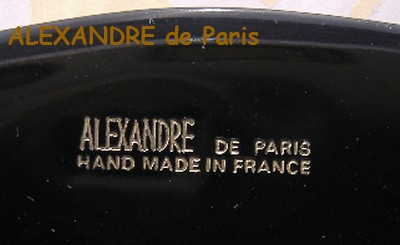 ALEXANDRE de Paris
ALEXANDRE DE PARIS
HAND MADE IN FRANCE